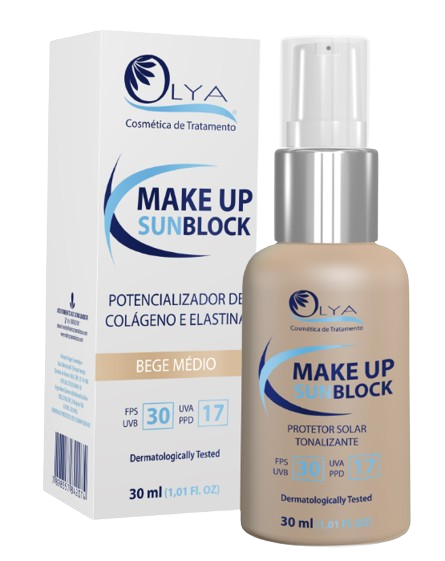 OLYA
Cosmética de Tratamento
MAKE UP
SUNBLOCK
POTENCIALIZADOR DE
COLÁGENO E ELASTINA
BEGE MÉDIO
FPS UVB 30 UVA PPD 17
Dermatologically Tested
30 ml (1,01 FL. OZ)
OLYA
Cosmética de Tratamento
MAKE UP
SUNBLOCK
PROTETOR SOLAR
TONALIZANTE
FPS UVB 30 UVA PPD 17
Dermatologically Tested
30 ml (1,01 FL. OZ)